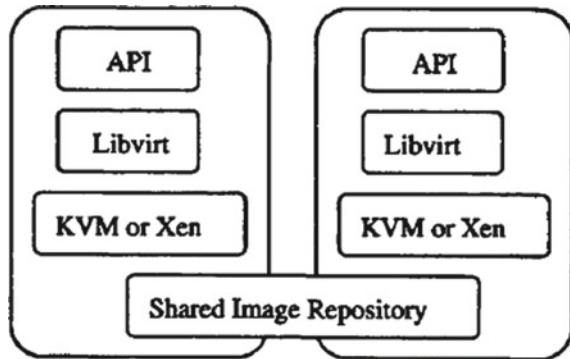 API
API
Libvirt
Libvirt
KVM or Xen
KVM or Xen
Shared Image Repository